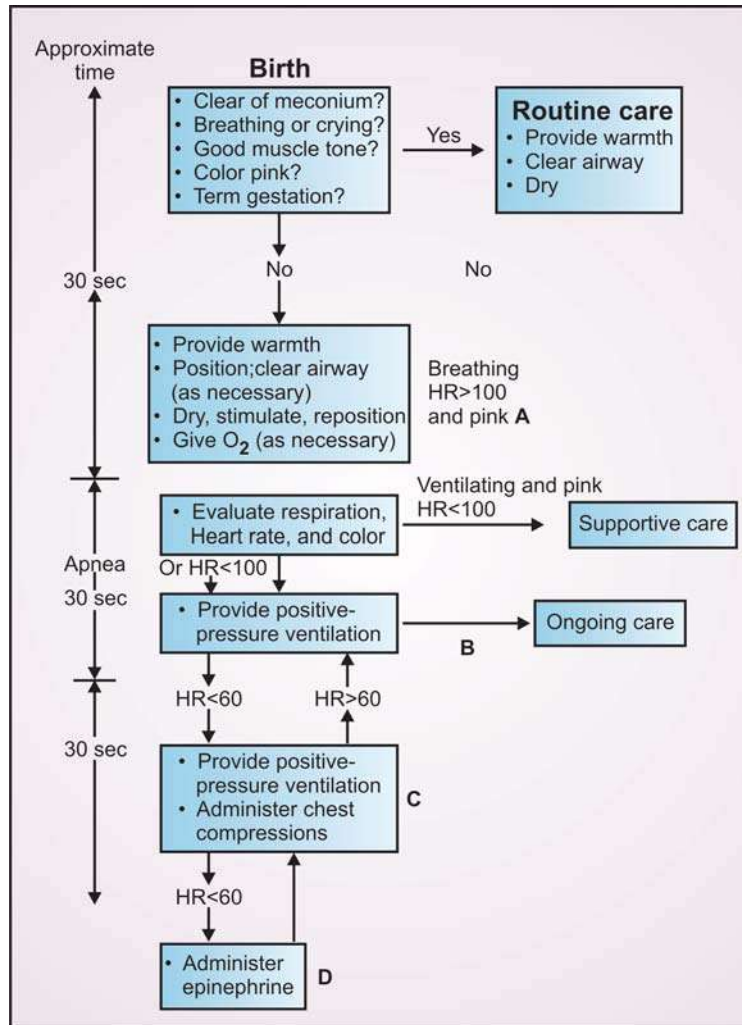 Approximate
time
Birth
• Clear of meconium?
• Breathing or crying?
• Good muscle tone?
• Color pink?
• Term gestation?
Yes
Routine care
• Provide warmth
• Clear airway
• Dry
30 sec
No
No
• Provide warmth
• Position;clear airway
(as necessary)
• Dry, stimulate, reposition
• Give O2 (as necessary)
Breathing
HR>100
and pink A
• Evaluate respiration,
Heart rate, and color
Ventilating and pink
HR<100
Supportive care
Apnea
30 sec
Or HR<100
• Provide positive-
pressure ventilation
B
Ongoing care
HR<60
HR>60
30 sec
• Provide positive-
pressure ventilation
• Administer chest
compressions
C
HR<60
• Administer
epinephrine
D